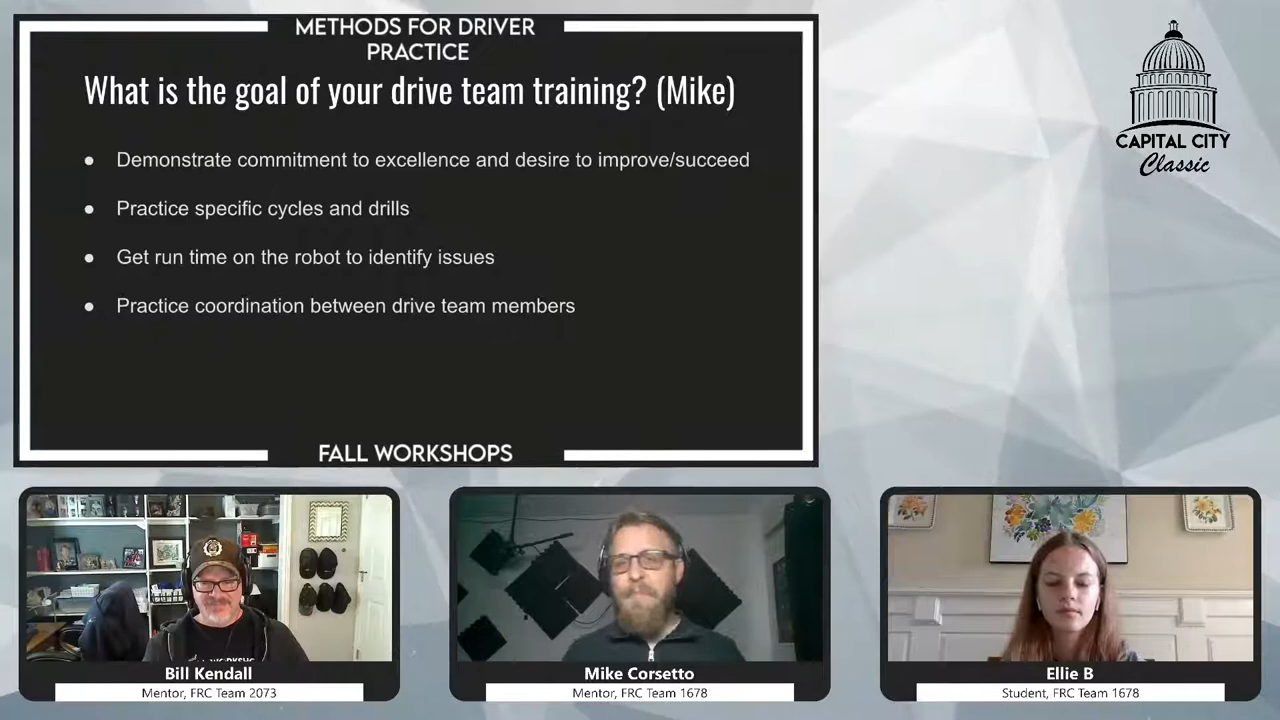 METHODS FOR DRIVER
PRACTICE
What is the goal of your drive team training? (Mike)
● Demonstrate commitment to excellence and desire to improve/succeed
● Practice specific cycles and drills
● Get run time on the robot to identify issues
● Practice coordination between drive team members
FALL WORKSHOPS
CAPITAL CITY
Classic
Bill Kendall
Mentor, FRC Team 2073
Mike Corsetto
Mentor, FRC Team 1678
Ellie B
Student, FRC Team 1678